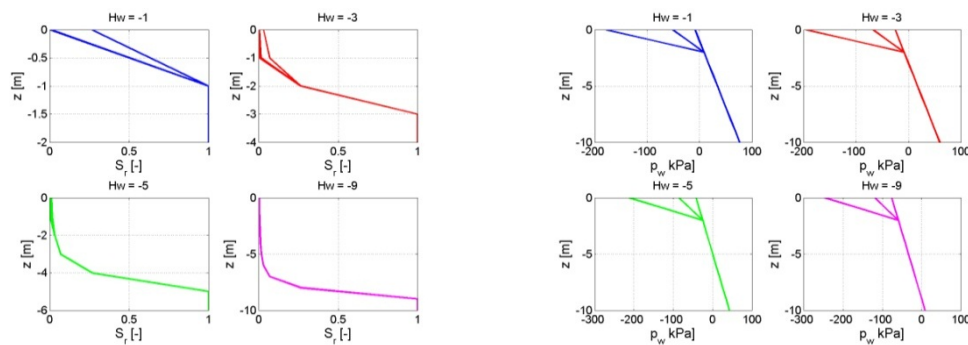 Hw = -1
Hw = -3
Hw = -1
Hw = -3
0
-0.5
-1
-1.5
-2
z [m]
0 0.5 1
S_r [-]
0
-1
-2
-3
-4
z [m]
0 0.5 1
S_r [-]
0
-5
-10
z [m]
-200 -100 0 100
p_w kPa]
0
-5
-10
z [m]
-200 -100 0 100
p_w kPa]
Hw = -5
Hw = -9
Hw = -5
Hw = -9
0
-2
-4
-6
z [m]
0 0.5 1
S_r [-]
0
-5
-10
z [m]
0 0.5 1
S_r [-]
0
-5
-10
z [m]
-300 -200 -100 0 100
p_w kPa]
0
-5
-10
z [m]
-300 -200 -100 0 100
p_w kPa]